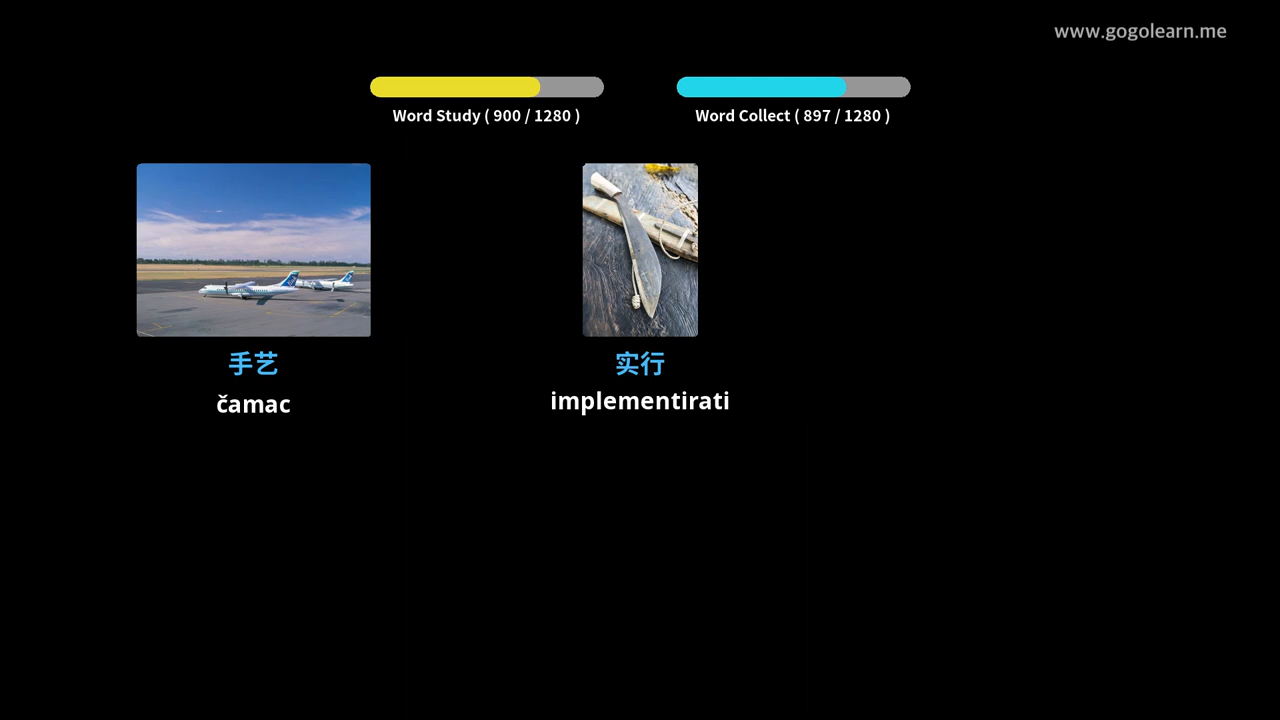 www.gogolearn.me
Word Study ( 900 / 1280 )
Word Collect ( 897 / 1280 )
手艺
čamac
实行
implementirati